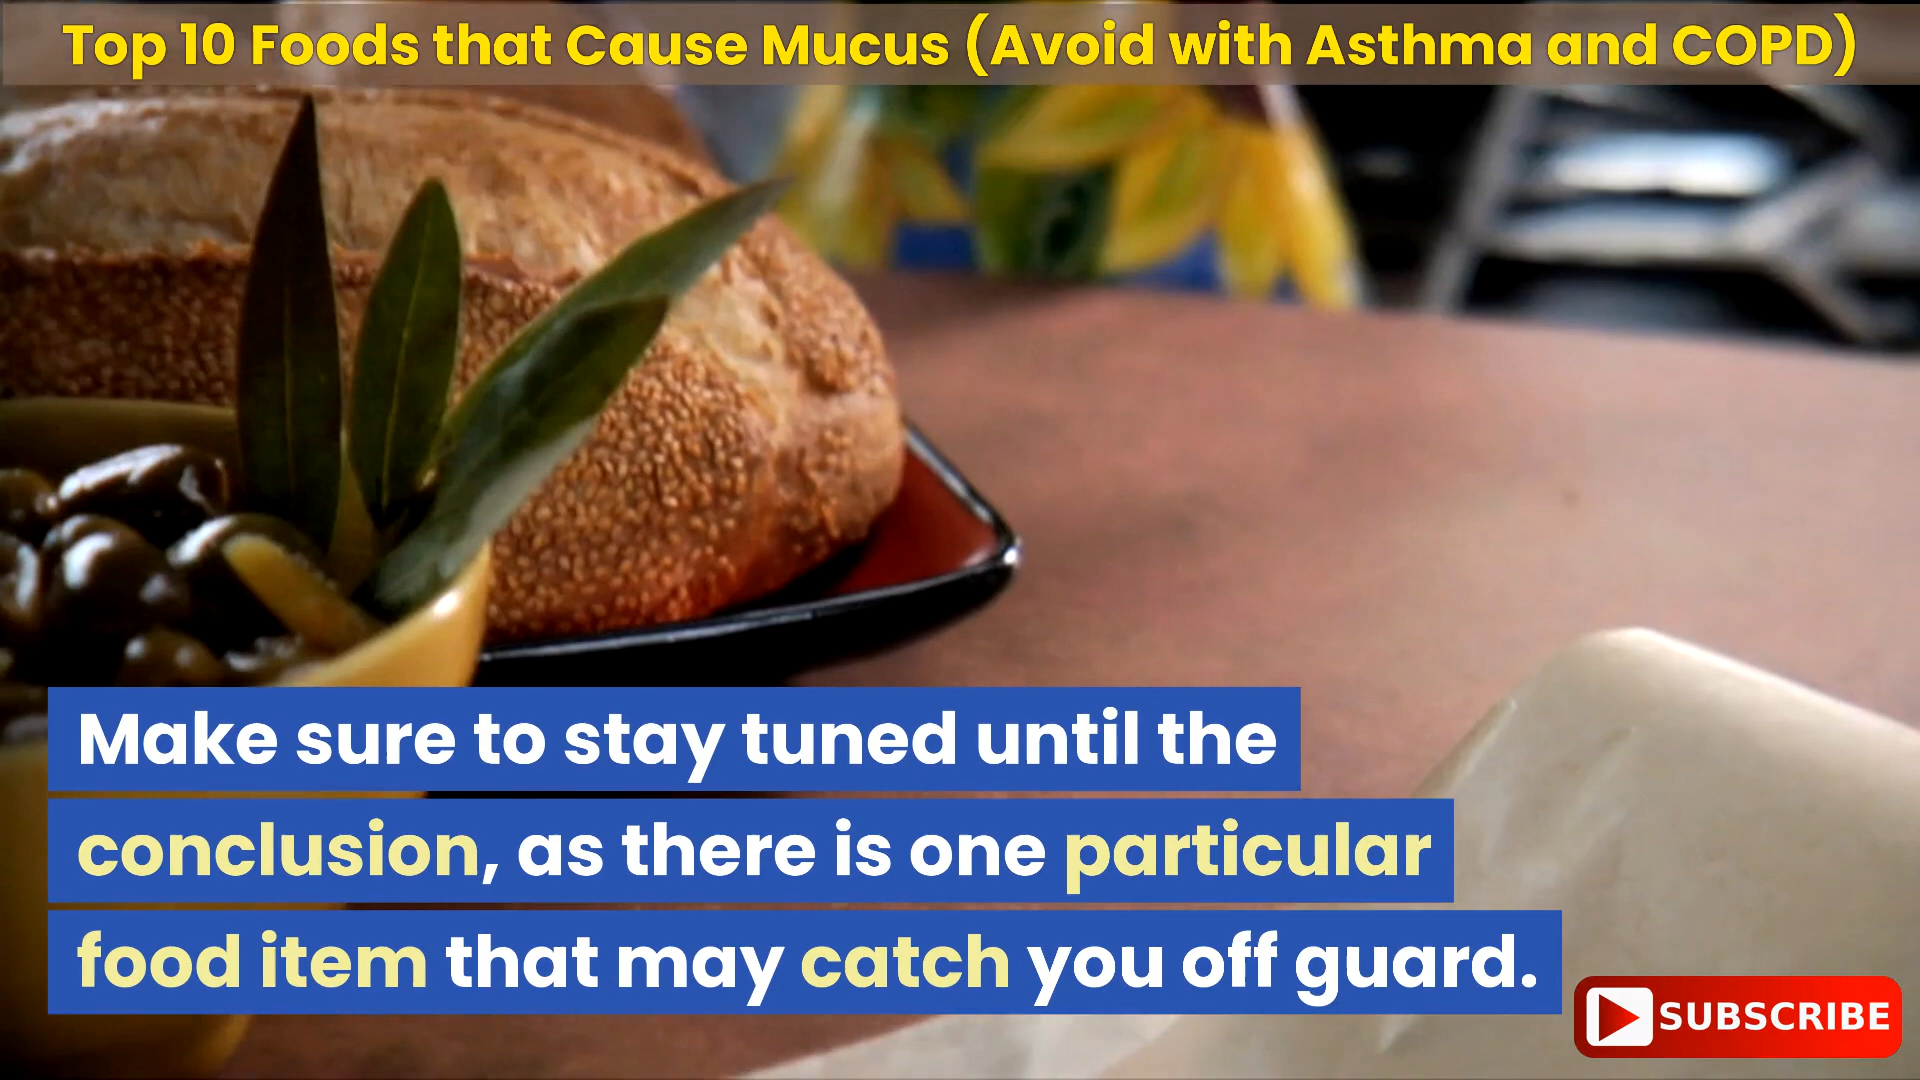 Top 10 Foods that Cause Mucus (Avoid with Asthma and COPD)
Make sure to stay tuned until the
conclusion, as there is one particular
food item that may catch you off guard.
SUBSCRIBE